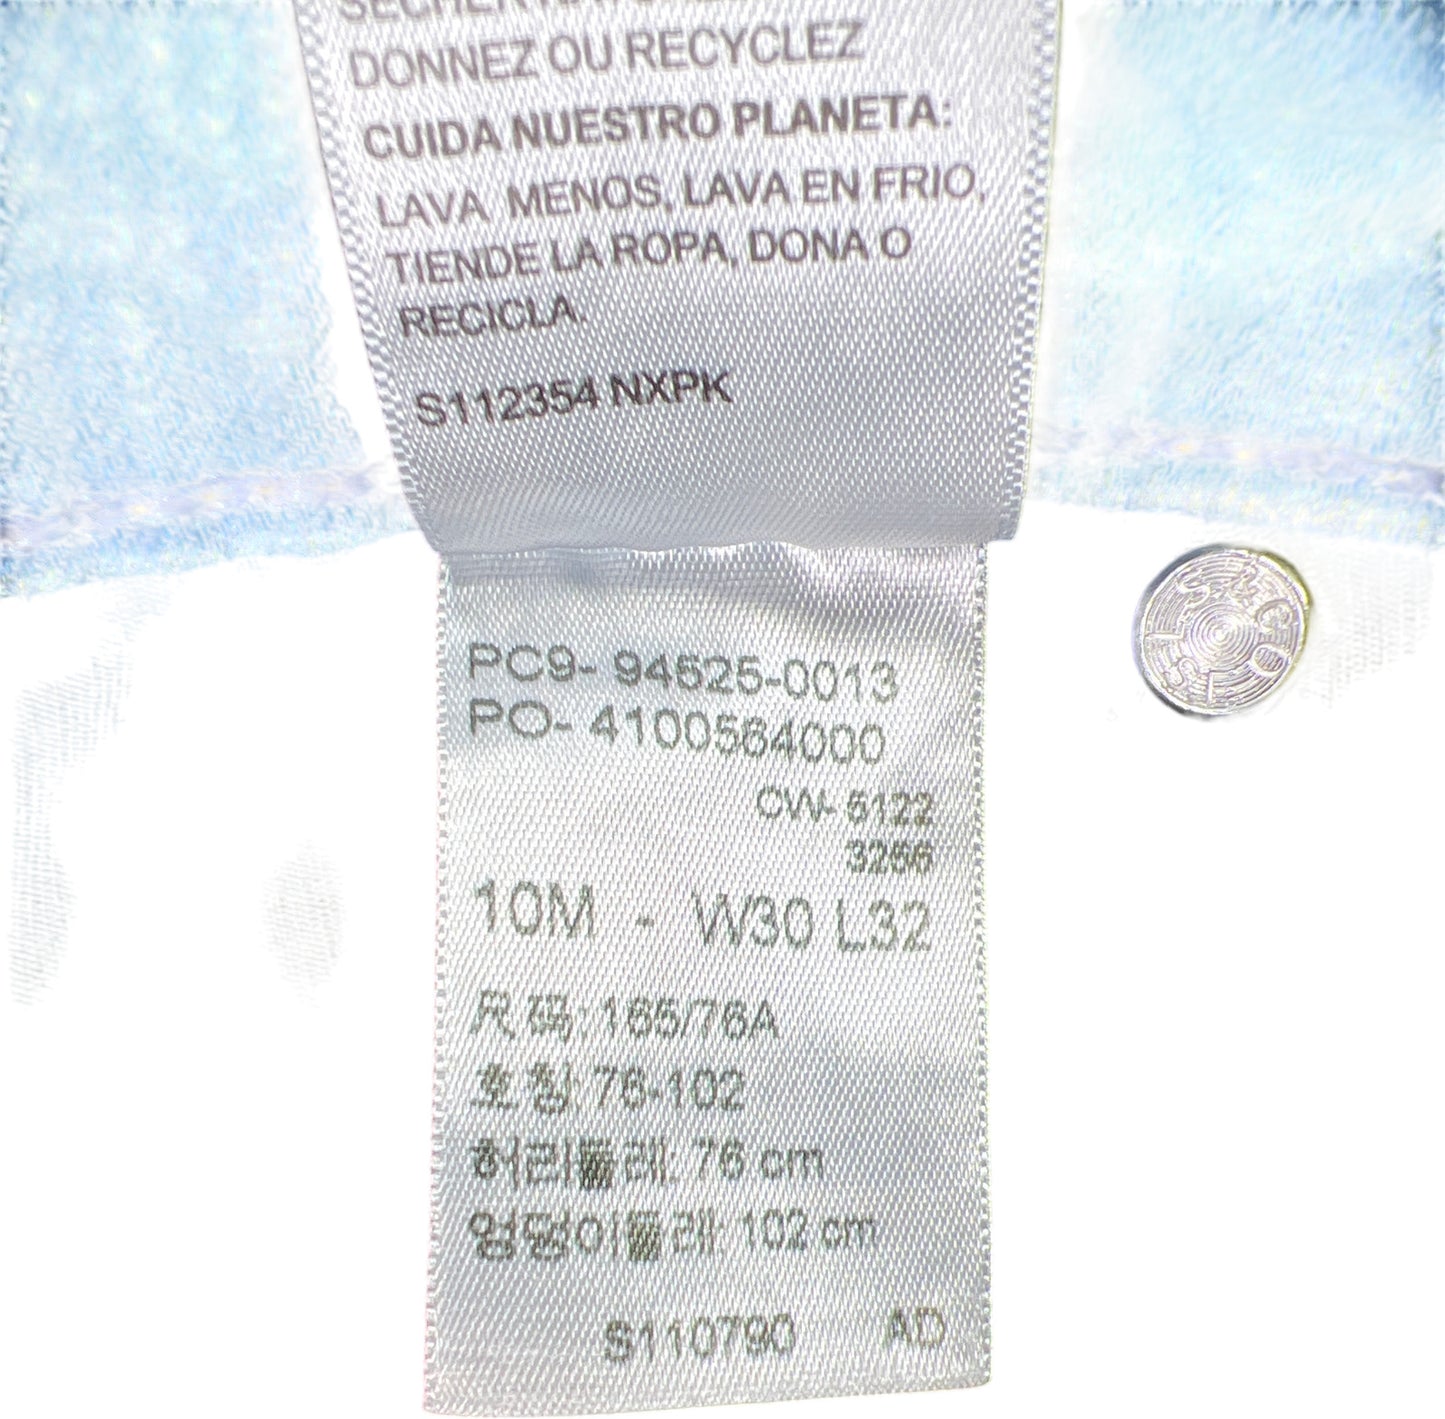 DONNEZ OU RECYCLEZ
CUIDA NUESTRO PLANETA:
LAVA MENOS, LAVA EN FRIO,
TIENDE LA ROPA, DONA O
RECICLA.
S112354 NXPK
PC9- 94525-0013
PO- 4100564000
CW- 5122
3256
10M - W30 L32
尺码: 165/76A
호칭: 76-102
허리둘레: 76 cm
엉덩이둘레: 102 cm
S110790 AD
LS & CO